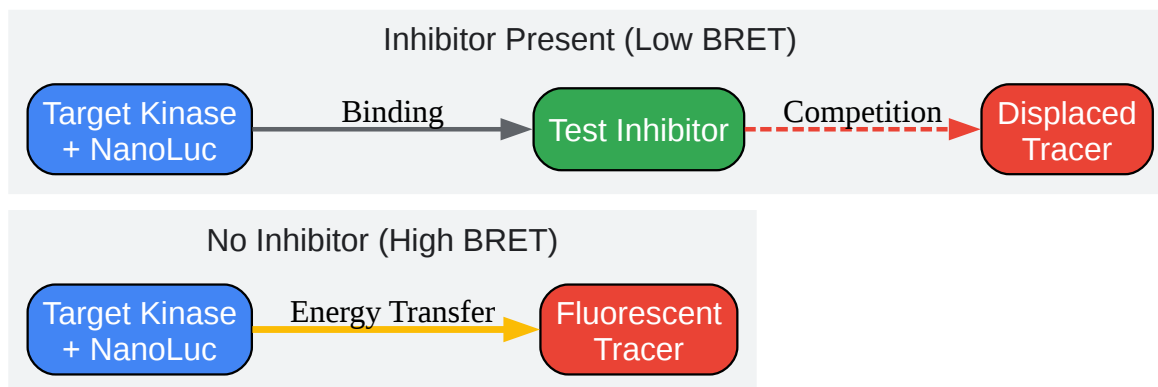 Inhibitor Present (Low BRET)
Target Kinase
+ NanoLuc
Binding
Test Inhibitor
Competition
Displaced
Tracer
No Inhibitor (High BRET)
Target Kinase
+ NanoLuc
Energy Transfer
Fluorescent
Tracer